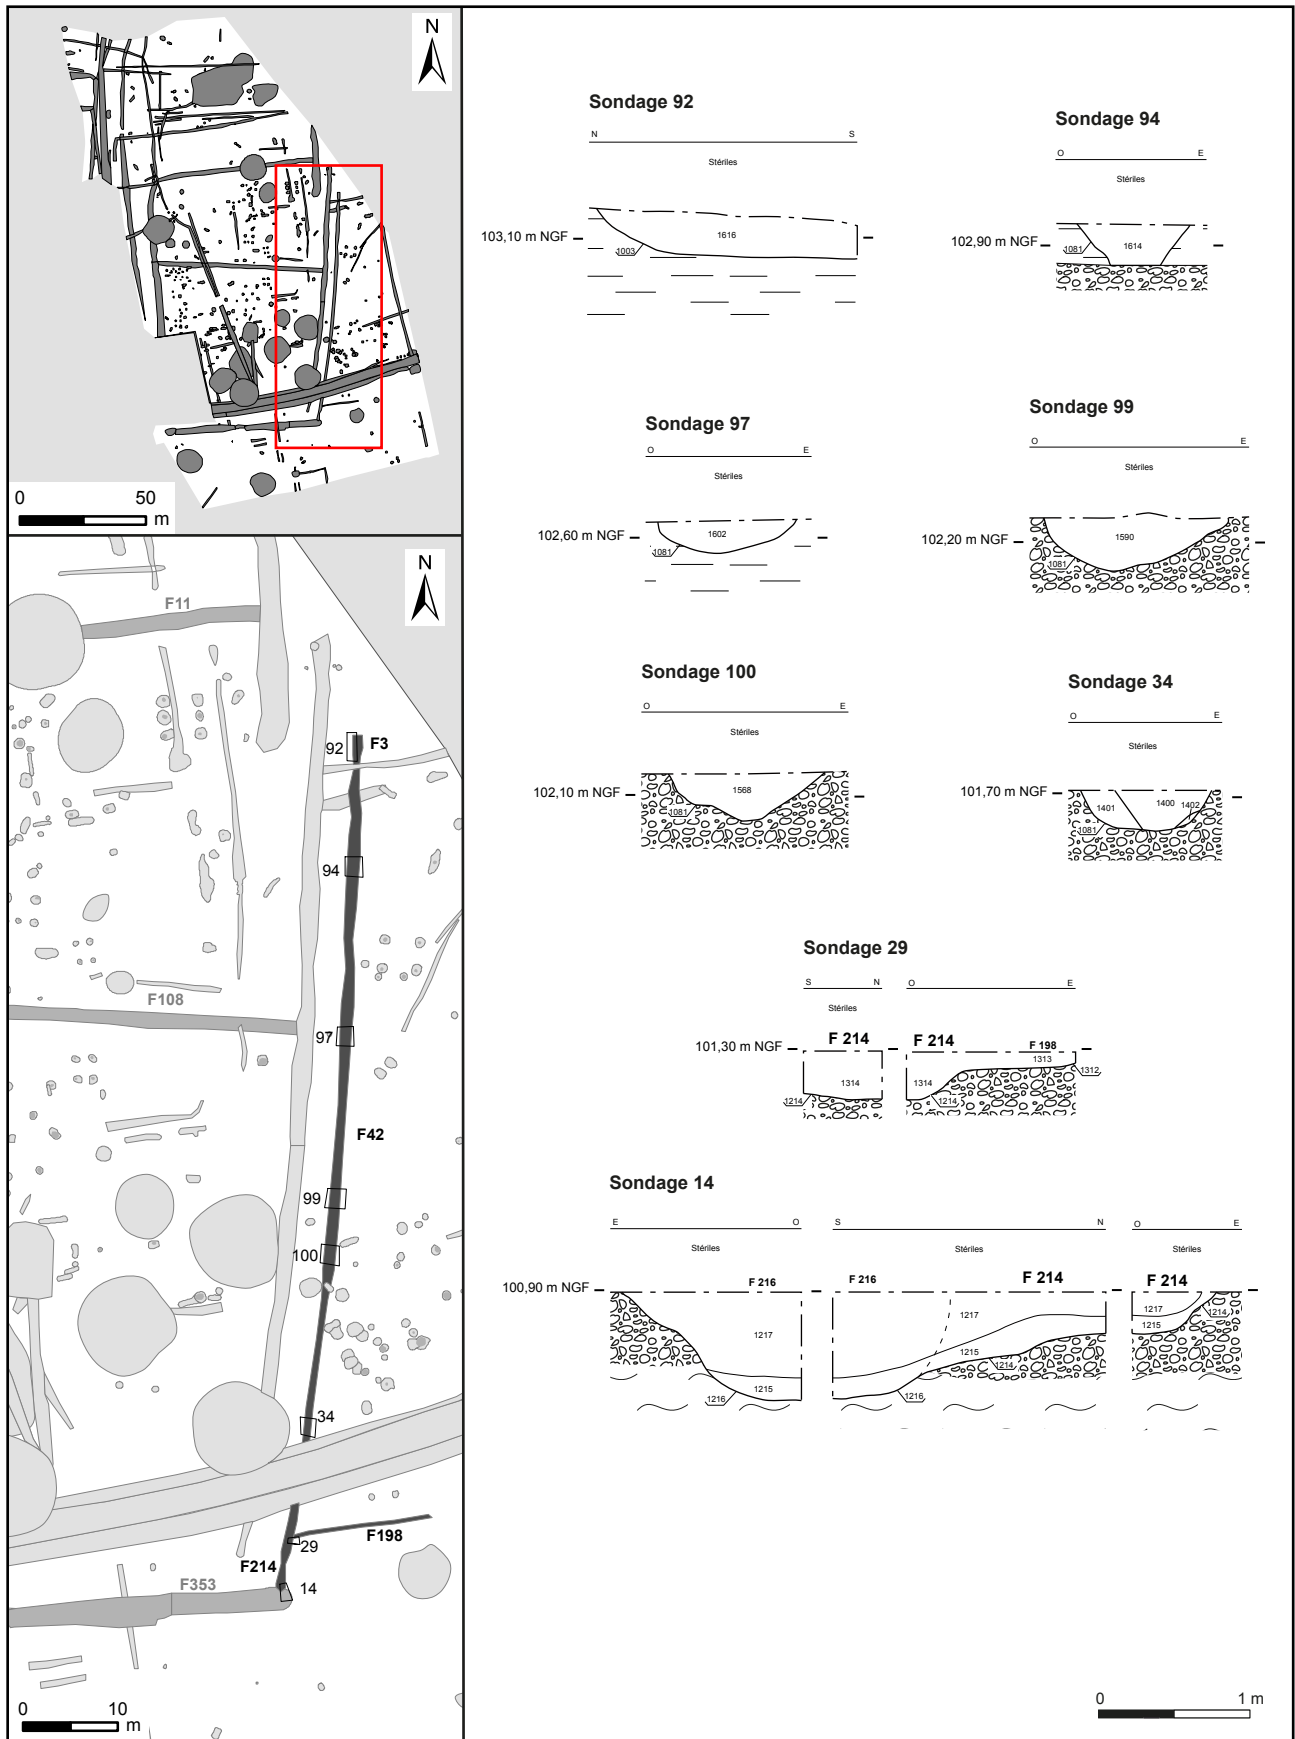 N
0 50
m
N
F11
92
F3
94
F108
97
F42
99
100
34
29
F198
F214
F353
14
0 10
m
Sondage 92
N S
Stériles
103,10 m NGF
1616
1003
Sondage 94
O E
Stériles
102,90 m NGF
1081
1614
Sondage 97
O E
Stériles
102,60 m NGF
1602
1081
Sondage 99
O E
Stériles
102,20 m NGF
1590
1081
Sondage 100
O E
Stériles
102,10 m NGF
1568
1081
Sondage 34
O E
Stériles
101,70 m NGF
1401 1400 1402
1081
Sondage 29
S N O E
Stériles
101,30 m NGF
F 214 F 214 F 198
1313
1312
1314 1314
1214 1214
Sondage 14
E O S N O E
Stériles Stériles Stériles
100,90 m NGF
F 216 F 216 F 214 F 214
1217 1217 1217
1214
1215 1215 1215
1214
1216 1216
0 1 m